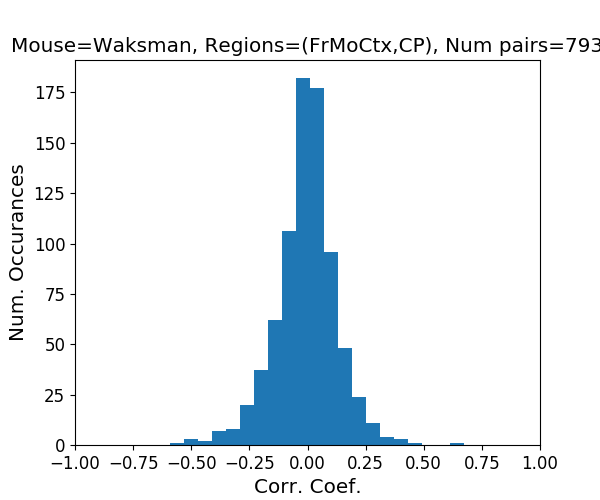 Mouse=Waksman, Regions=(FrMoCtx,CP), Num pairs=793
175
150
125
100
75
50
25
0
Num. Occurances
−1.00 −0.75 −0.50 −0.25 0.00 0.25 0.50 0.75 1.00
Corr. Coef.